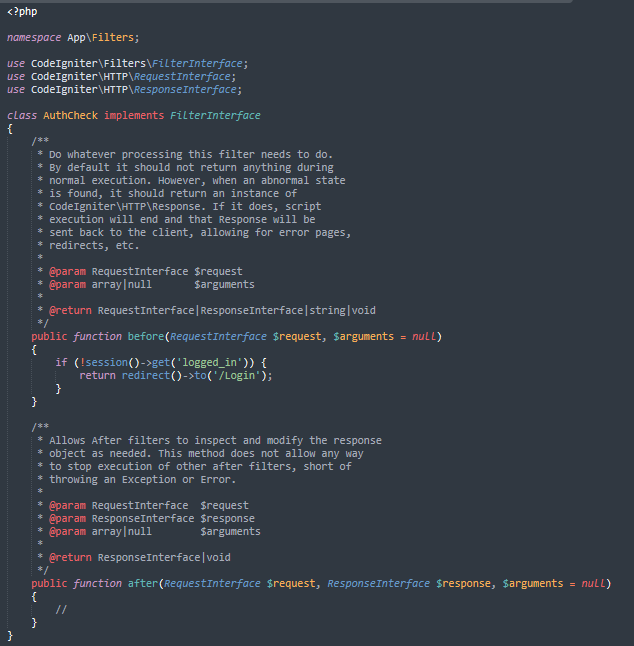 <?php

namespace App\Filters;

use CodeIgniter\Filters\FilterInterface;
use CodeIgniter\HTTP\RequestInterface;
use CodeIgniter\HTTP\ResponseInterface;

class AuthCheck implements FilterInterface
{
    /**
     * Do whatever processing this filter needs to do.
     * By default it should not return anything during
     * normal execution. However, when an abnormal state
     * is found, it should return an instance of
     * CodeIgniter\HTTP\Response. If it does, script
     * execution will end and that Response will be
     * sent back to the client, allowing for error pages,
     * redirects, etc.
     *
     * @param RequestInterface $request
     * @param array|null       $arguments
     *
     * @return RequestInterface|ResponseInterface|string|void
     */
    public function before(RequestInterface $request, $arguments = null)
    {
        if (!session()->get('logged_in')) {
            return redirect()->to('/Login');
        }
    }

    /**
     * Allows After filters to inspect and modify the response
     * object as needed. This method does not allow any way
     * to stop execution of other after filters, short of
     * throwing an Exception or Error.
     *
     * @param RequestInterface  $request
     * @param ResponseInterface $response
     * @param array|null        $arguments
     *
     * @return ResponseInterface|void
     */
    public function after(RequestInterface $request, ResponseInterface $response, $arguments = null)
    {
        //
    }
}